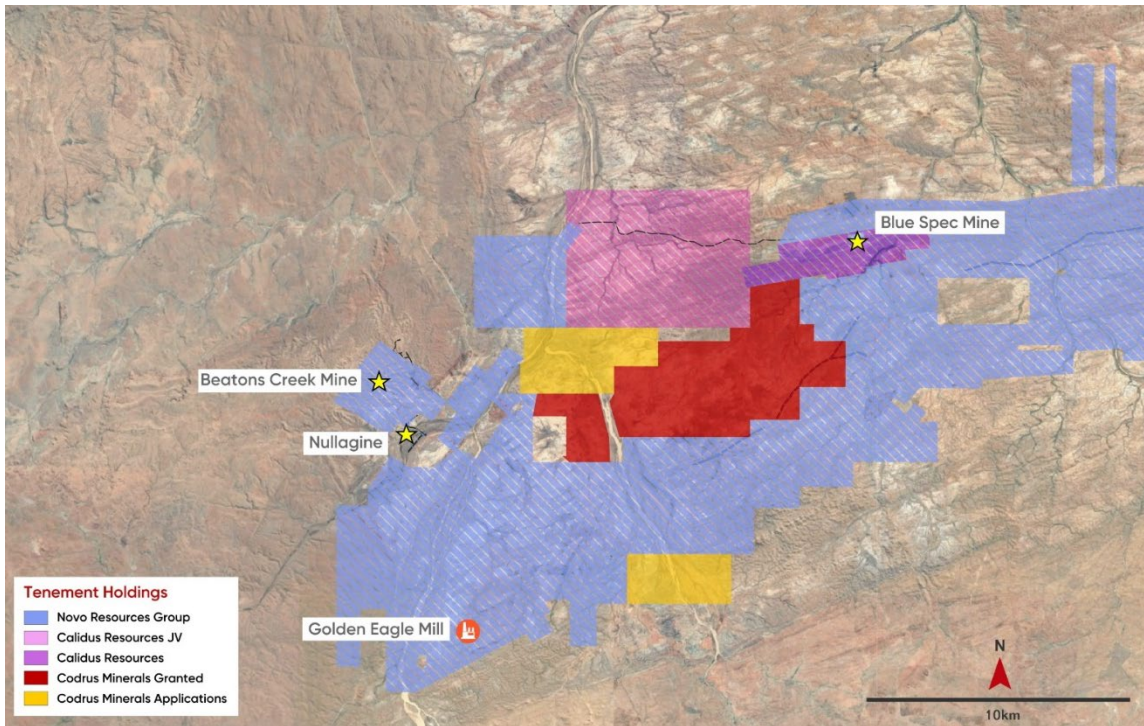 Blue Spec Mine
Beatons Creek Mine
Nullagine
Golden Eagle Mill
Tenement Holdings
Novo Resources Group
Calidus Resources JV
Calidus Resources
Codrus Minerals Granted
Codrus Minerals Applications
N
10km